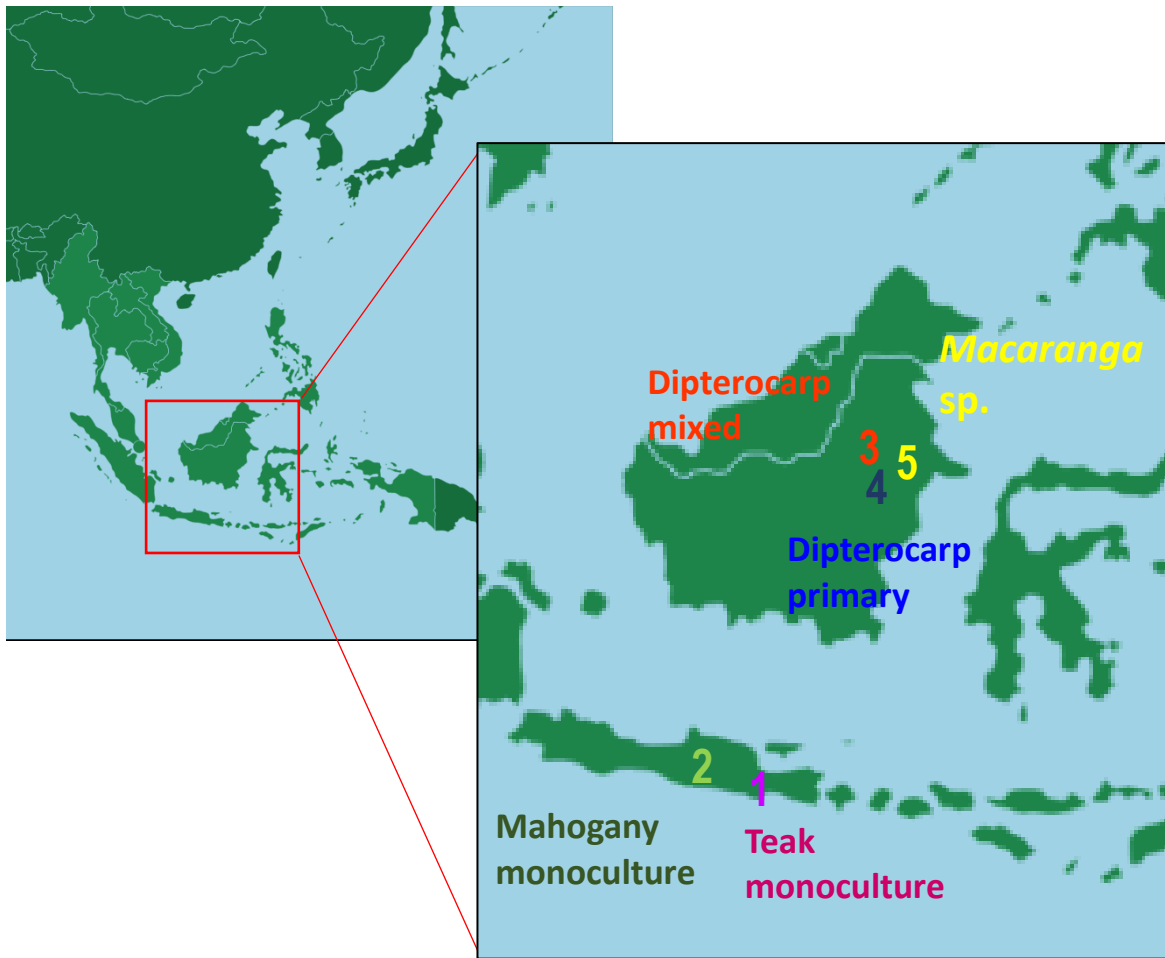 Macaranga
sp.
Dipterocarp
mixed
3
5
4
Dipterocarp
primary
2
1
Mahogany
monoculture
Teak
monoculture